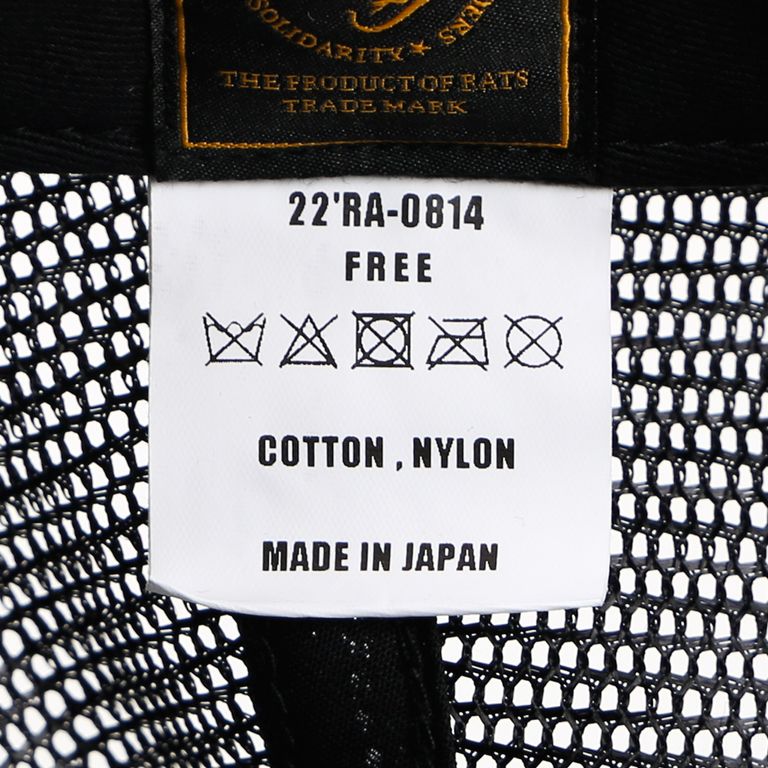 SOLIDARITY ★
THE PRODUCT OF RATS
TRADE MARK
22'RA-0814
FREE
COTTON , NYLON
MADE IN JAPAN